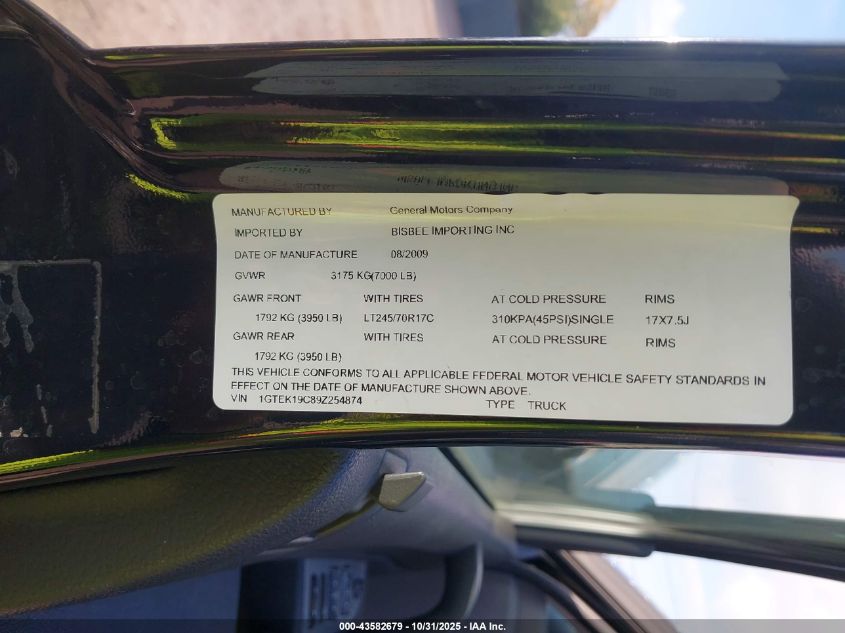 MANUFACTURED BY General Motors Company
IMPORTED BY BISBEE IMPORTING INC
DATE OF MANUFACTURE 08/2009
GVWR 3175 KG(7000 LB)
GAWR FRONT WITH TIRES AT COLD PRESSURE RIMS
1792 KG (3950 LB) LT245/70R17C 310KPA(45PSI)SINGLE 17X7.5J
GAWR REAR WITH TIRES AT COLD PRESSURE RIMS
1792 KG (3950 LB)
THIS VEHICLE CONFORMS TO ALL APPLICABLE FEDERAL MOTOR VEHICLE SAFETY STANDARDS IN
EFFECT ON THE DATE OF MANUFACTURE SHOWN ABOVE.
VIN 1GTEK19C89Z254874 TYPE TRUCK
000-43582679 - 10/31/2025 - IAA Inc.